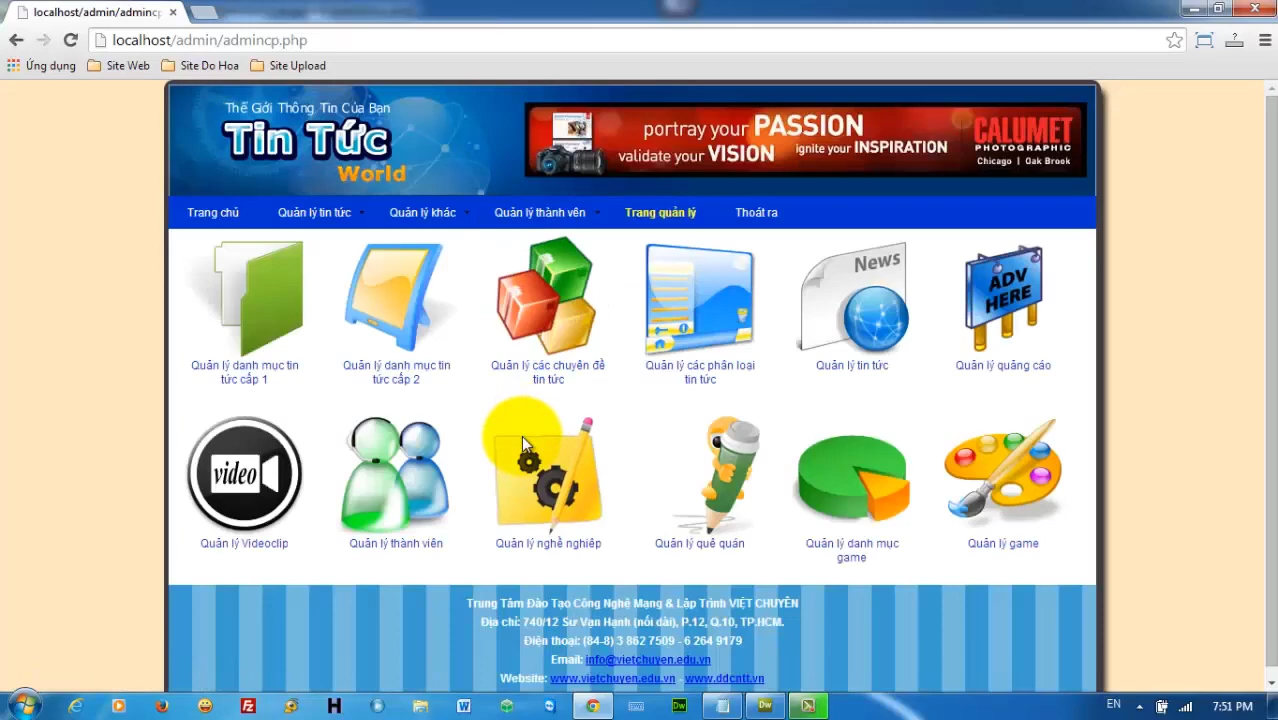 localhost/admin/admincp
localhost/admin/admincp.php
Ứng dụng Site Web Site Do Hoa Site Upload
Thế Giới Thông Tin Của Bạn
Tin Tức
World
portray your PASSION
validate your VISION ignite your INSPIRATION
CALUMET
PHOTOGRAPHIC
Chicago | Oak Brook
Trang chủ Quản lý tin tức Quản lý khác Quản lý thành viên Trang quản lý Thoát ra
News
ADV
HERE
Quản lý danh mục tin
tức cấp 1
Quản lý danh mục tin
tức cấp 2
Quản lý các chuyên đề
tin tức
Quản lý các phân loại
tin tức
Quản lý tin tức
Quản lý quảng cáo
video
Quản lý Videoclip
Quản lý thành viên
Quản lý nghề nghiệp
Quản lý quê quán
Quản lý danh mục
game
Quản lý game
Trung Tâm Đào Tạo Công Nghệ Mạng & Lập Trình VIỆT CHUYÊN
Địa chỉ: 740/12 Sư Vạn Hạnh (nối dài), P.12, Q.10, TP.HCM.
Điện thoại: (84-8) 3 862 7509 - 6 264 9179
Email: info@vietchuyen.edu.vn
Website: www.vietchuyen.edu.vn - www.ddcntt.vn
EN
7:51 PM